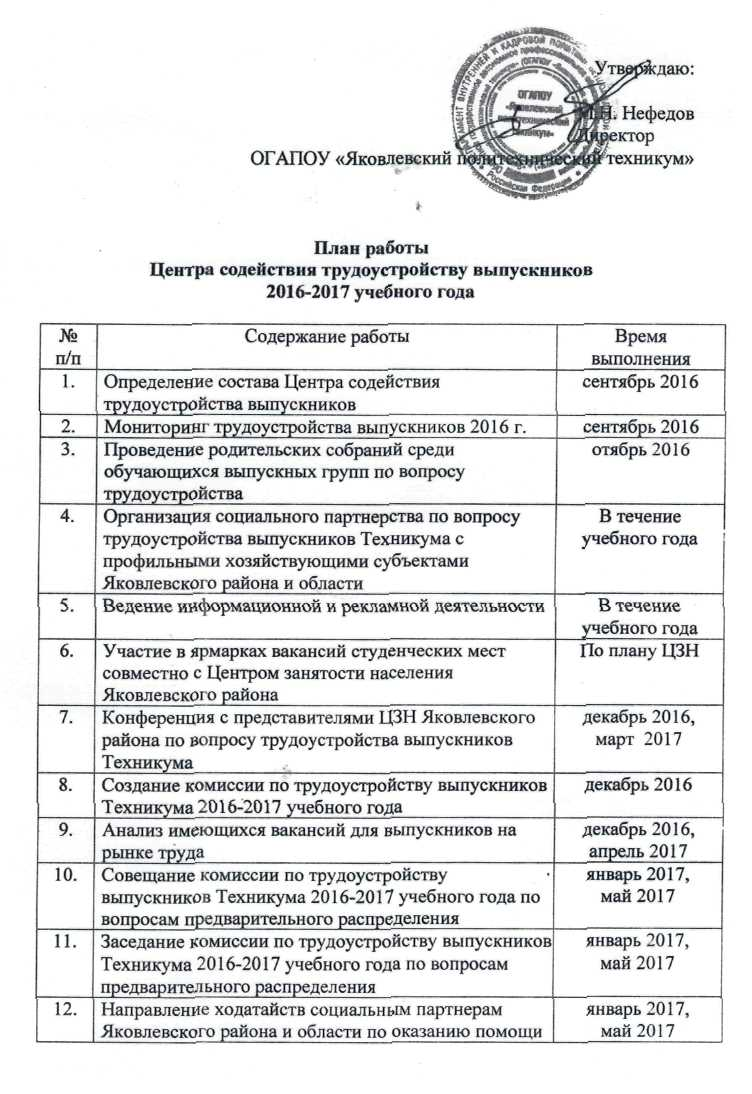 Утверждаю:
М.Н. Нефедов
Директор
ОГАПОУ «Яковлевский политехнический техникум»
ОГАПОУ
«Яковлевский
политехнический
техникум»
Российская Федерация
План работы
Центра содействия трудоустройству выпускников
2016-2017 учебного года
№ Содержание работы Время
п/п выполнения
1. Определение состава Центра содействия сентябрь 2016
трудоустройства выпускников
2. Мониторинг трудоустройства выпускников 2016 г. сентябрь 2016
3. Проведение родительских собраний среди отябрь 2016
обучающихся выпускных групп по вопросу
трудоустройства
4. Организация социального партнерства по вопросу В течение
трудоустройства выпускников Техникума с учебного года
профильными хозяйствующими субъектами
Яковлевского района и области
5. Ведение информационной и рекламной деятельности В течение
учебного года
6. Участие в ярмарках вакансий студенческих мест По плану ЦЗН
совместно с Центром занятости населения
Яковлевского района
7. Конференция с представителями ЦЗН Яковлевского декабрь 2016,
района по вопросу трудоустройства выпускников март 2017
Техникума
8. Создание комиссии по трудоустройству выпускников декабрь 2016
Техникума 2016-2017 учебного года
9. Анализ имеющихся вакансий для выпускников на декабрь 2016,
рынке труда апрель 2017
10. Совещание комиссии по трудоустройству январь 2017,
выпускников Техникума 2016-2017 учебного года по май 2017
вопросам предварительного распределения
11. Заседание комиссии по трудоустройству выпускников январь 2017,
Техникума 2016-2017 учебного года по вопросам май 2017
предварительного распределения
12. Направление ходатайств социальным партнерам январь 2017,
Яковлевского района и области по оказанию помощи май 2017